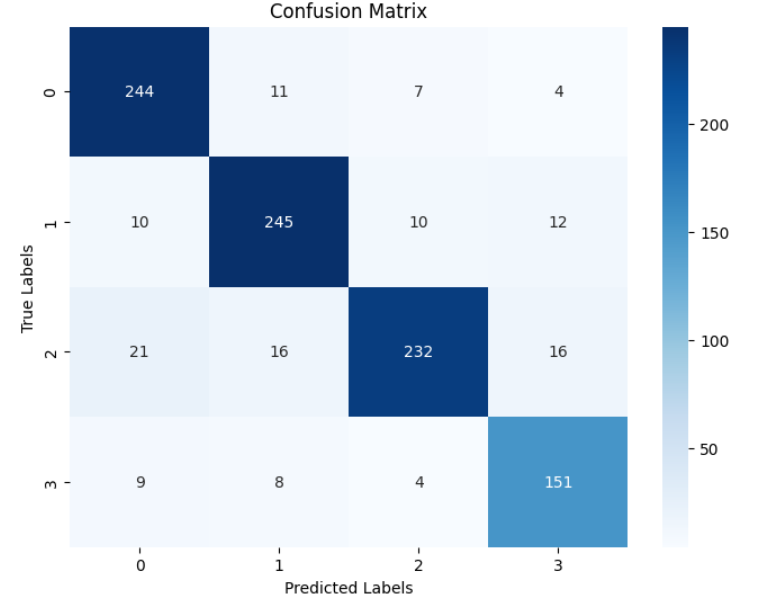 Confusion Matrix
True Labels
0
244 11 7 4
1
10 245 10 12
2
21 16 232 16
3
9 8 4 151
0 1 2 3
Predicted Labels
200
150
100
50